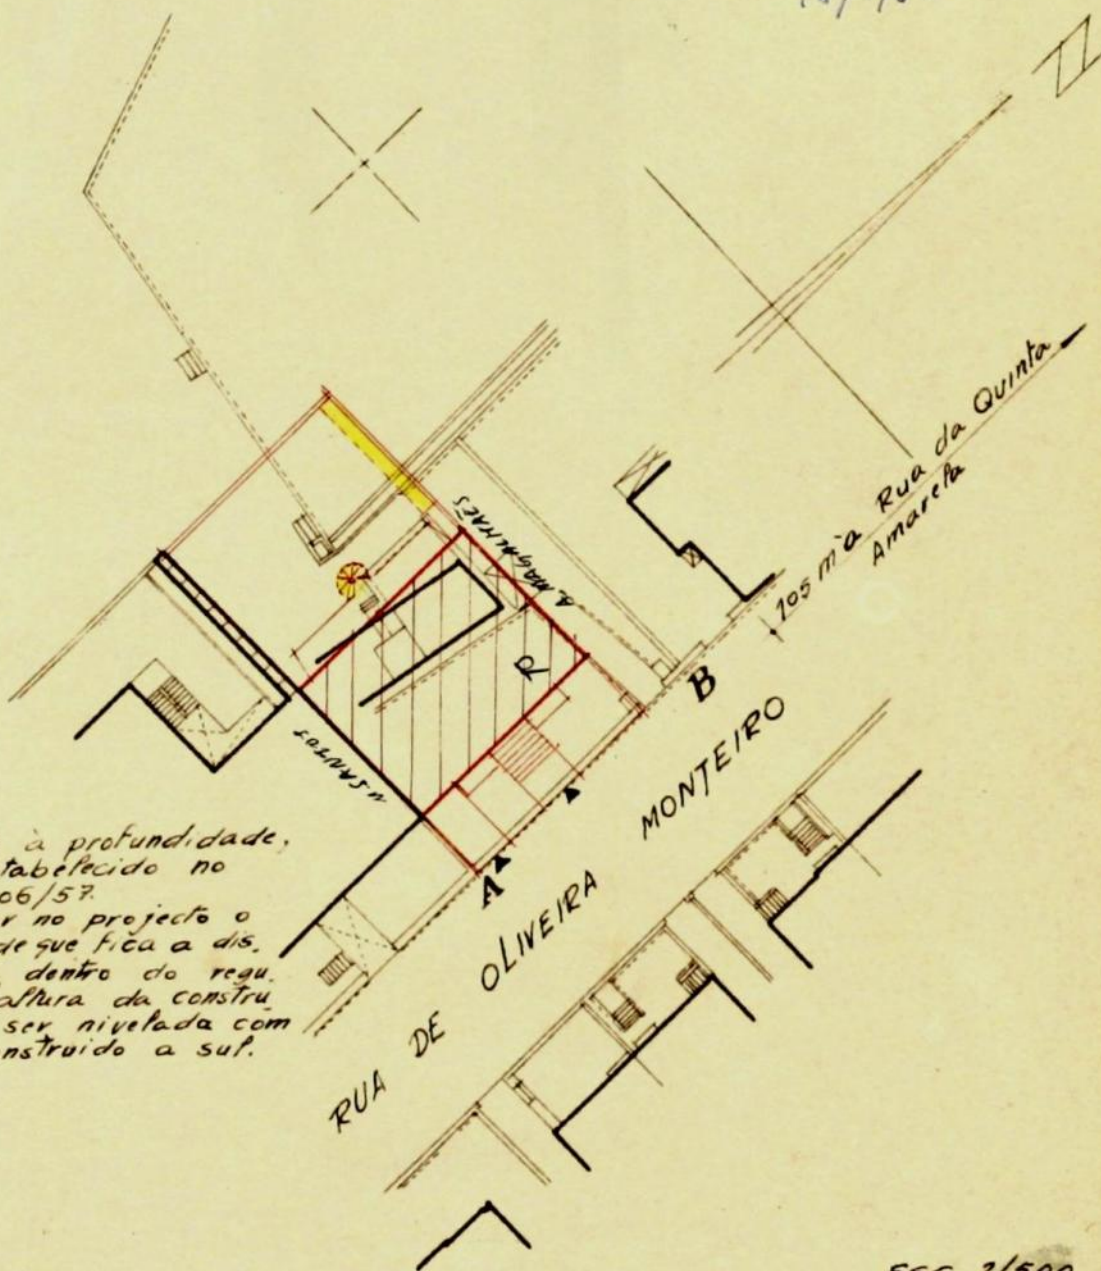 105 m à Rua da Quinta
Amarela
A. MAGALHAES
R
B
N SANTOS
A
RUA DE OLIVEIRA MONTEIRO
à profundidade,
tabelecido no
06/57.
r no projecto o
de que fica a dis.
dentro do regu.
altura da constru
ser nivelada com
nstruido a sul.